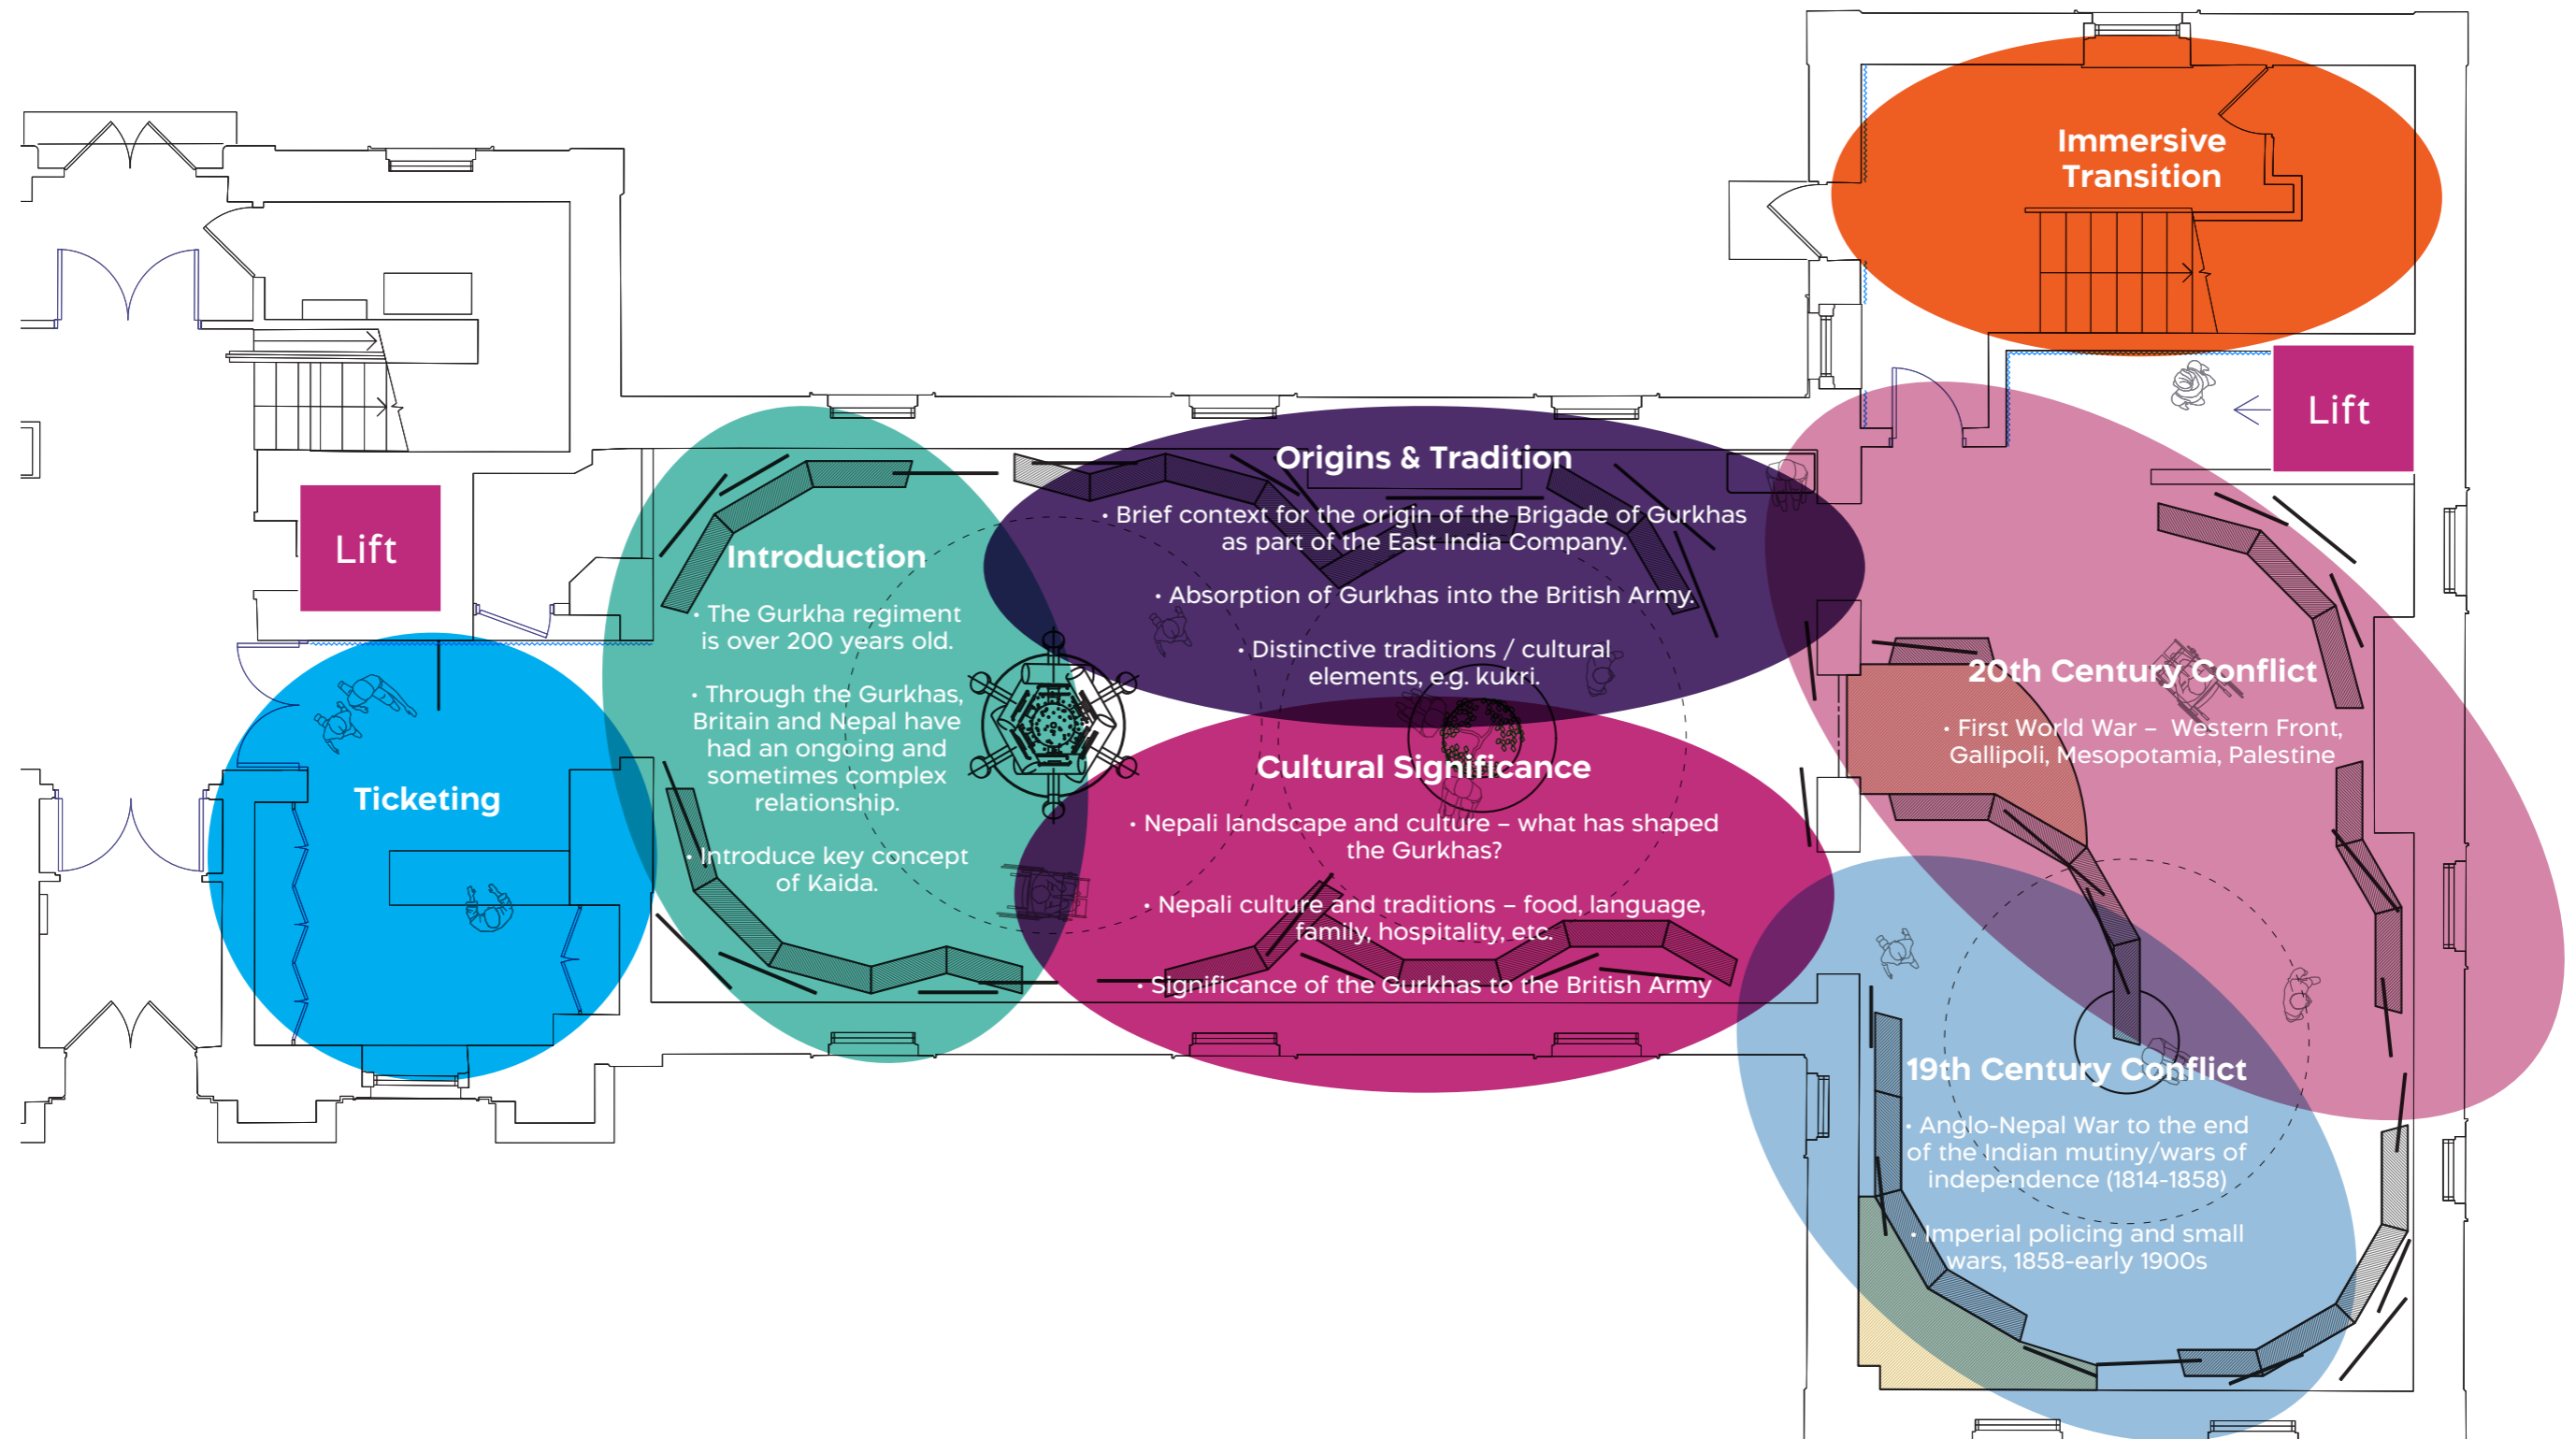 Lift
Ticketing
Introduction
• The Gurkha regiment
is over 200 years old.
• Through the Gurkhas,
Britain and Nepal have
had an ongoing and
sometimes complex
relationship.
• Introduce key concept
of Kaida.
Origins & Tradition
• Brief context for the origin of the Brigade of Gurkhas
as part of the East India Company.
• Absorption of Gurkhas into the British Army.
• Distinctive traditions / cultural
elements, e.g. kukri.
Cultural Significance
• Nepali landscape and culture – what has shaped
the Gurkhas?
• Nepali culture and traditions – food, language,
family, hospitality, etc.
• Significance of the Gurkhas to the British Army
19th Century Conflict
• Anglo-Nepal War to the end
of the Indian mutiny/wars of
independence (1814-1858)
• Imperial policing and small
wars, 1858-early 1900s
20th Century Conflict
• First World War – Western Front,
Gallipoli, Mesopotamia, Palestine
Lift
Immersive
Transition